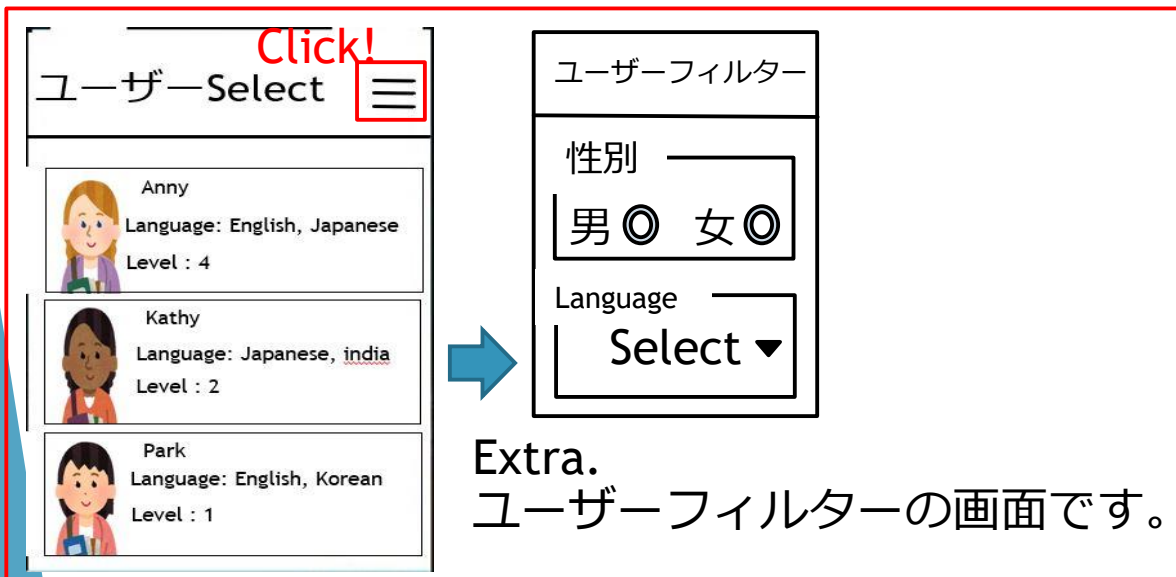 Click!
ユーザーSelect
Anny
Language: English, Japanese
Level : 4
Kathy
Language: Japanese, india
Level : 2
Park
Language: English, Korean
Level : 1
ユーザーフィルター
性別
男◎ 女◎
Language
Select ▼
Extra.
ユーザーフィルターの画面です。